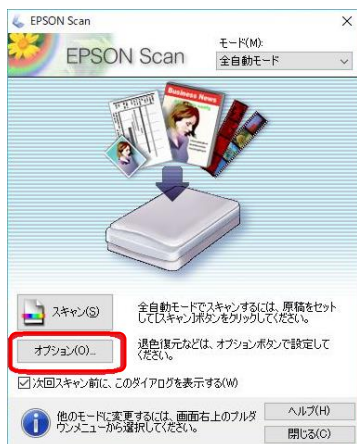 EPSON Scan
モード(M):
EPSON Scan
全自動モード
Business News
スキャン(S)
全自動モードでスキャンするには、原稿をセット
して[スキャン]ボタンをクリックしてください。
オプション(O)...
退色復元などは、オプションボタンで設定して
ください。
次回スキャン前に、このダイアログを表示する(W)
他のモードに変更するには、画面右上のプルダ
ウンメニューから選択してください。
ヘルプ(H)
閉じる(C)